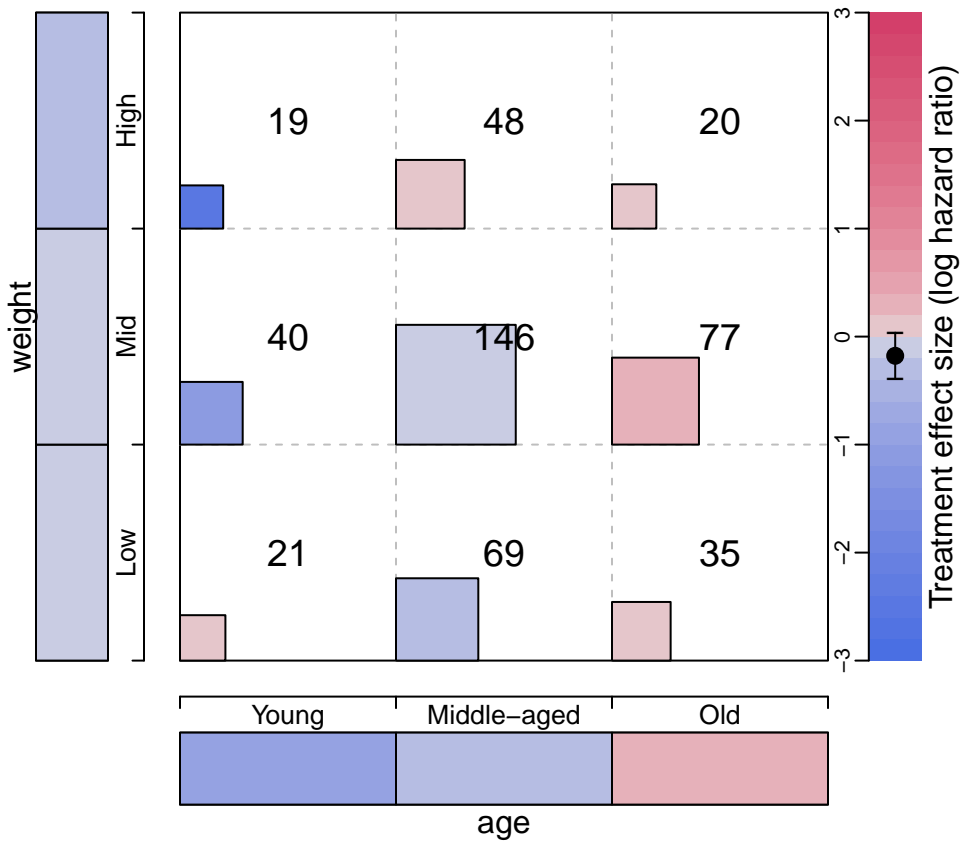 weight
High
Mid
Low
19
48
20
40
146
77
21
69
35
Young
Middle−aged
Old
age
3
2
1
0
−1
−2
−3
Treatment effect size (log hazard ratio)